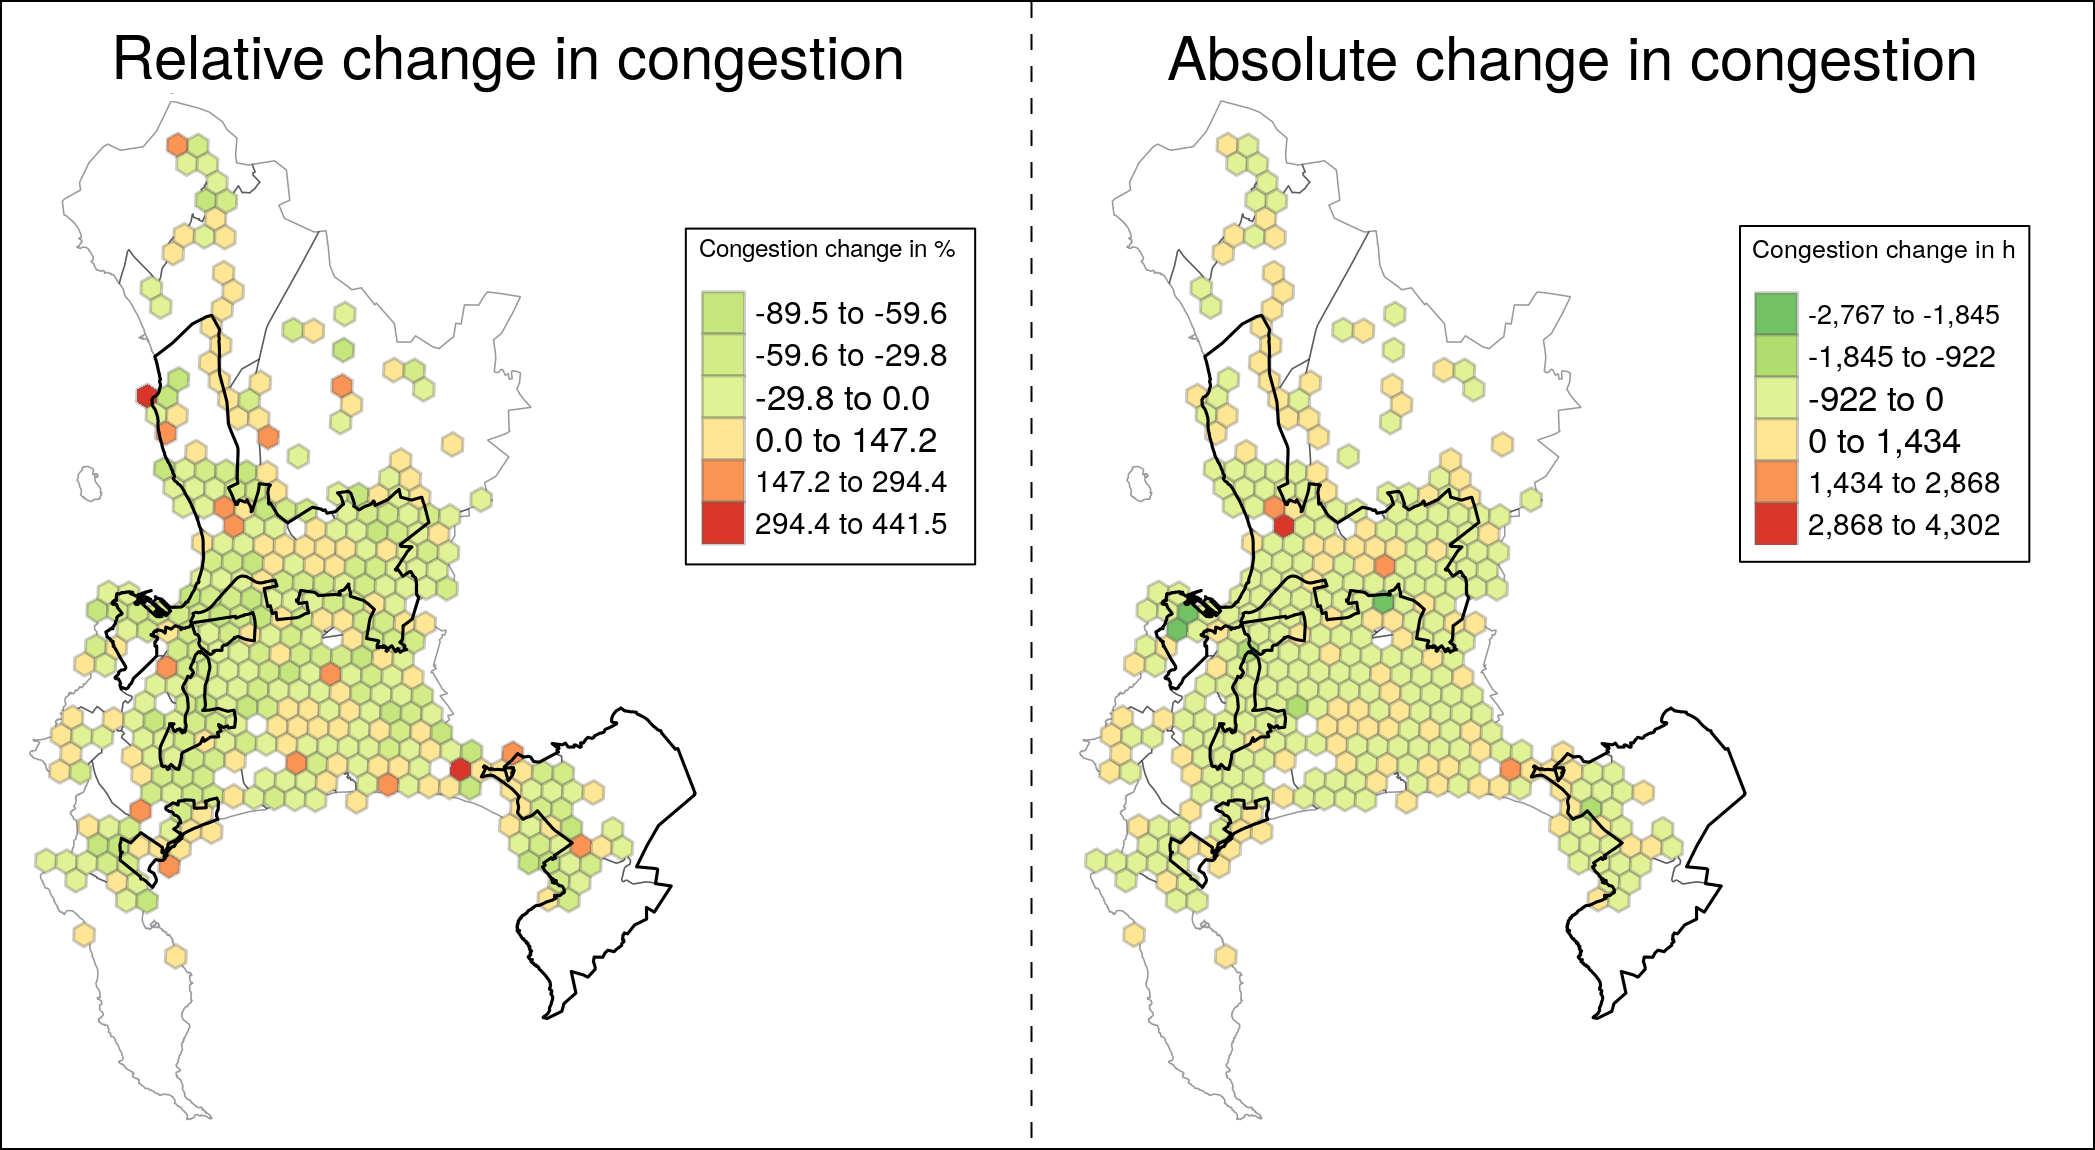 Relative change in congestion
Congestion change in %
-89.5 to -59.6
-59.6 to -29.8
-29.8 to 0.0
0.0 to 147.2
147.2 to 294.4
294.4 to 441.5
Absolute change in congestion
Congestion change in h
-2,767 to -1,845
-1,845 to -922
-922 to 0
0 to 1,434
1,434 to 2,868
2,868 to 4,302